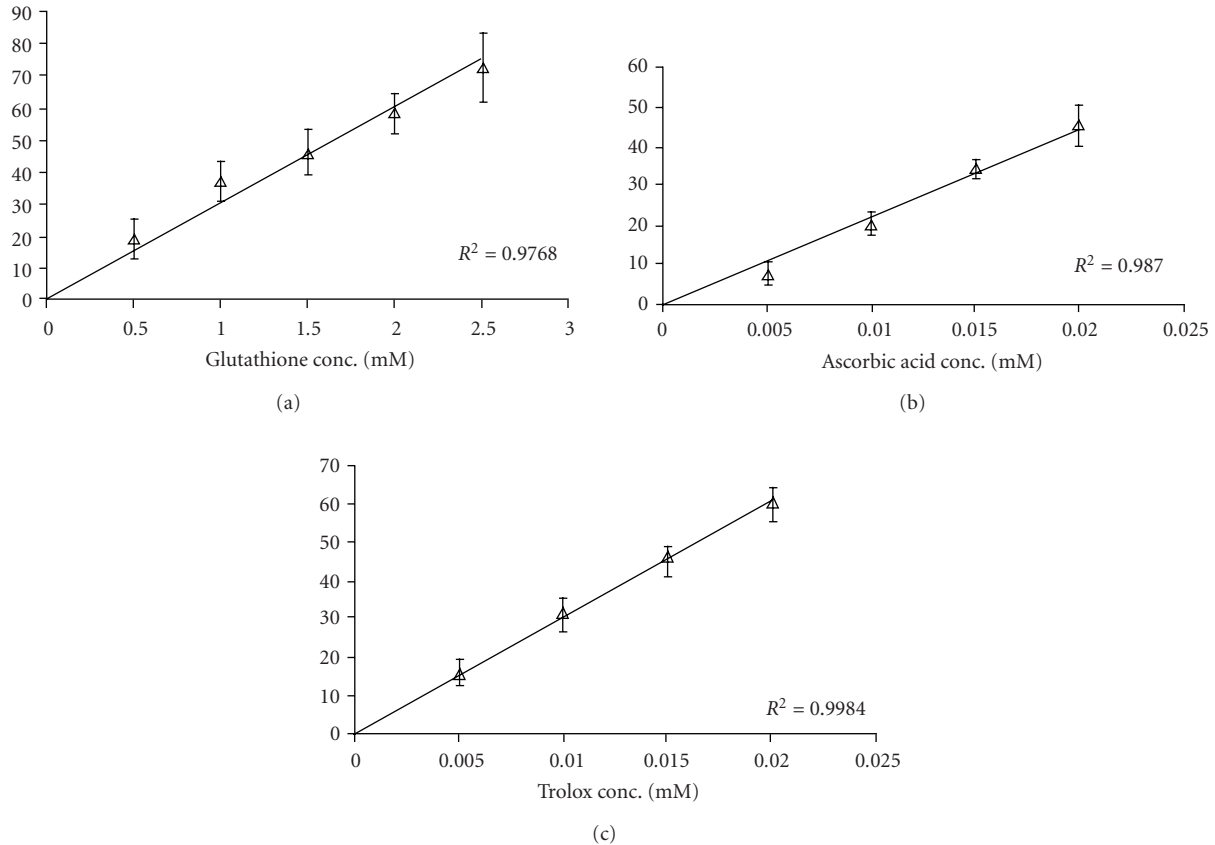 90
80
70
60
50
40
30
20
10
0
0 0.5 1 1.5 2 2.5 3
R² = 0.9768
Glutathione conc. (mM)
(a)
60
50
40
30
20
10
0
0 0.005 0.01 0.015 0.02 0.025
R² = 0.987
Ascorbic acid conc. (mM)
(b)
70
60
50
40
30
20
10
0
0 0.005 0.01 0.015 0.02 0.025
R² = 0.9984
Trolox conc. (mM)
(c)